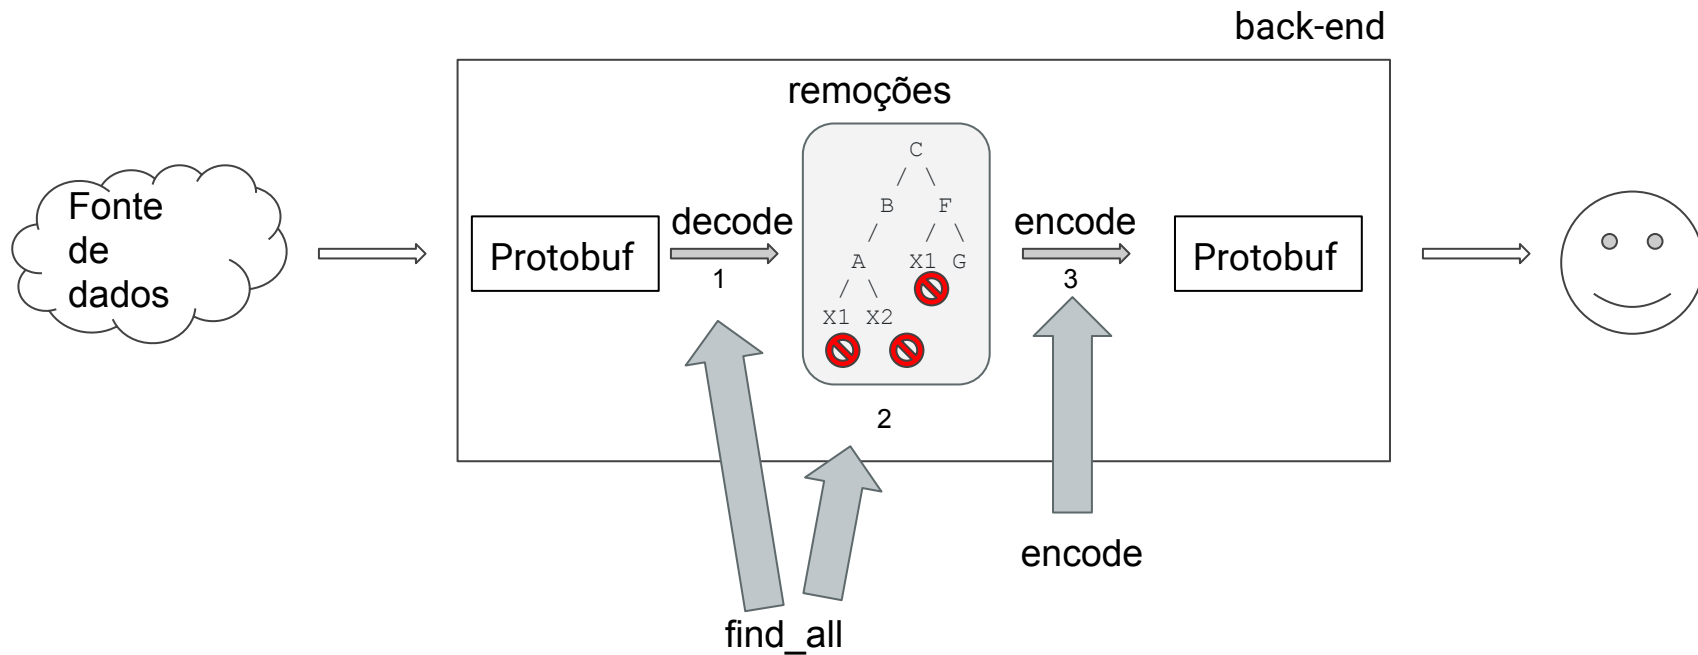 back-end
remoções
Fonte
de
dados
Protobuf
decode
1
C
/ \
B F
/ / \
A X1 G
/ \
X1 X2
2
encode
3
Protobuf
encode
find_all